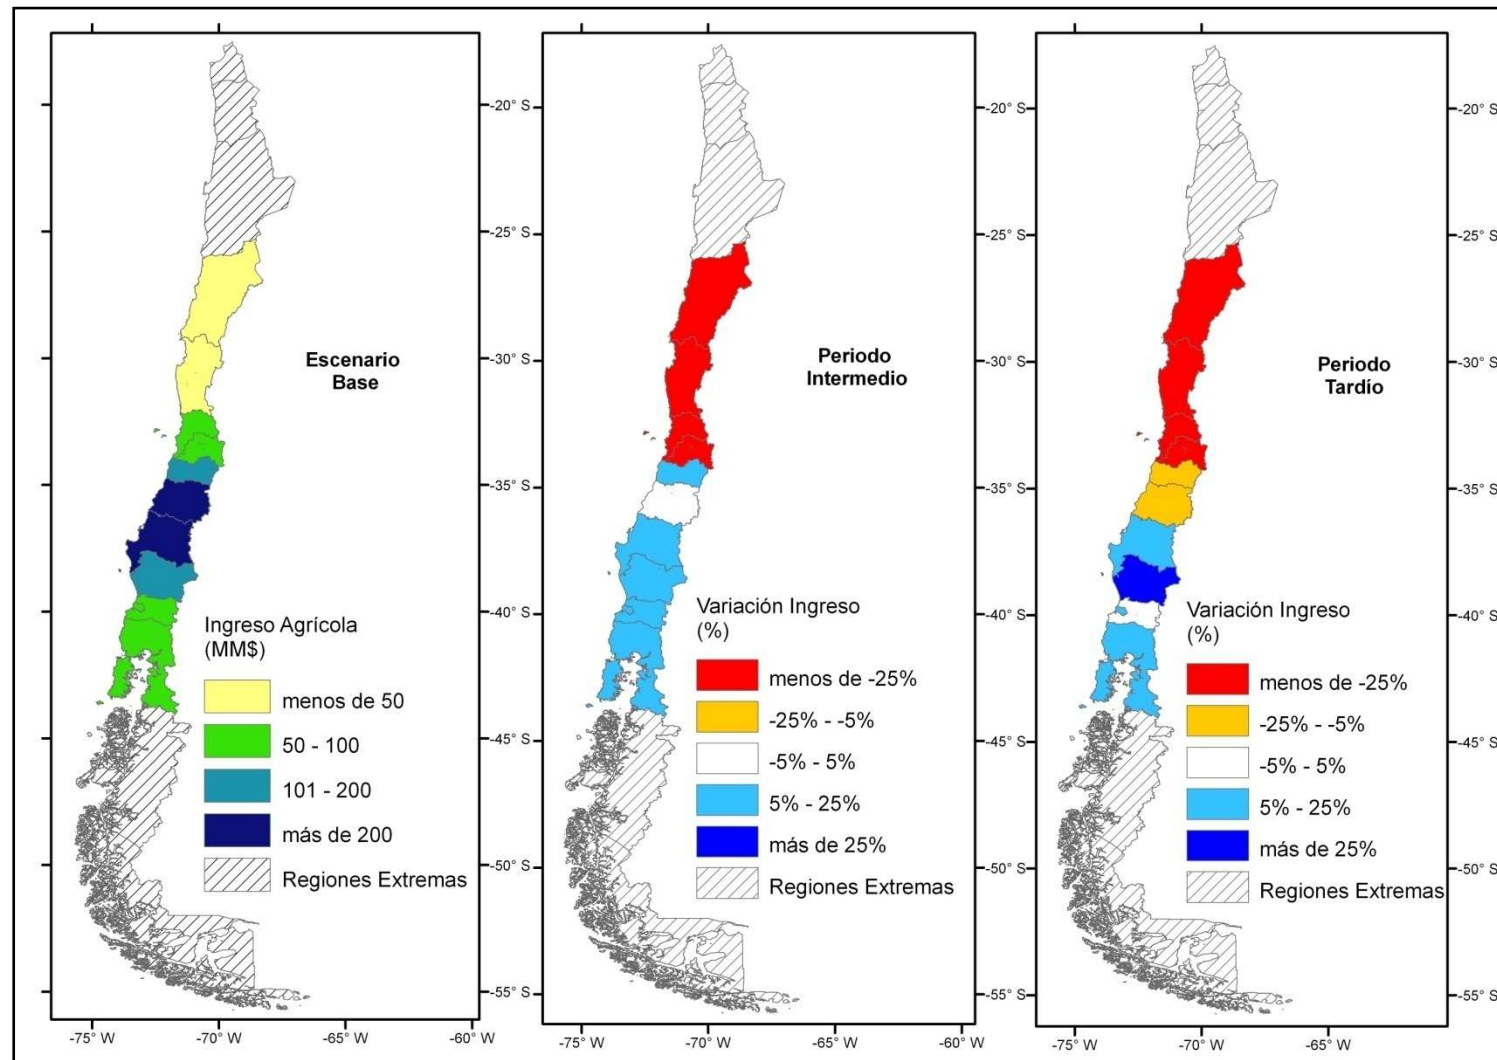 -75° W
-70° W
-65° W
-60° W
-20° S
-25° S
-30° S
-35° S
-40° S
-45° S
-50° S
-55° S
Escenario
Base
Ingreso Agrícola
(MM$)
menos de 50
50 - 100
101 - 200
más de 200
Regiones Extremas
-75° W
-70° W
-65° W
-60° W
-20° S
-25° S
-30° S
-35° S
-40° S
-45° S
-50° S
-55° S
Periodo
Intermedio
Variación Ingreso
(%)
menos de -25%
-25% - -5%
-5% - 5%
5% - 25%
más de 25%
Regiones Extremas
-75° W
-70° W
-65° W
-20° S
-25° S
-30° S
-35° S
-40° S
-45° S
-50° S
-55° S
Periodo
Tardío
Variación Ingreso
(%)
menos de -25%
-25% - -5%
-5% - 5%
5% - 25%
más de 25%
Regiones Extremas